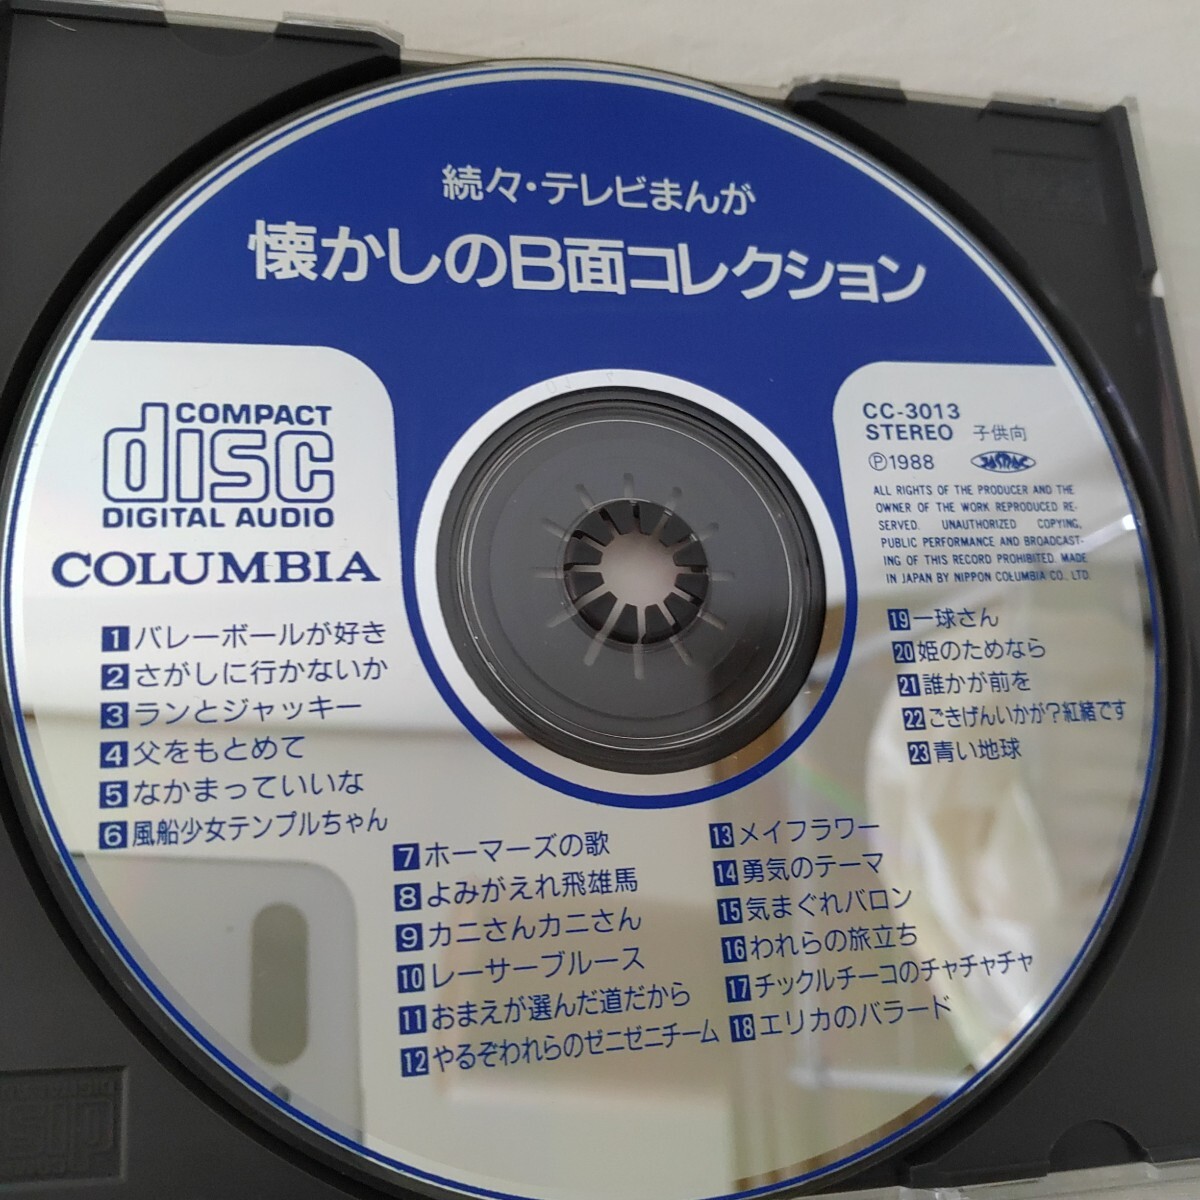 続々・テレビまんが
懐かしのB面コレクション
COMPACT
disc
DIGITAL AUDIO
COLUMBIA
CC-3013
STEREO 子供向
Ⓟ1988 JASRAC
ALL RIGHTS OF THE PRODUCER AND THE
OWNER OF THE WORK REPRODUCED RE-
SERVED. UNAUTHORIZED COPYING,
PUBLIC PERFORMANCE AND BROADCAST-
ING OF THIS RECORD PROHIBITED. MADE
IN JAPAN BY NIPPON COLUMBIA CO., LTD.
1 バレーボールが好き
2 さがしに行かないか
3 ランとジャッキー
4 父をもとめて
5 なかまっていいな
6 風船少女テンプルちゃん
7 ホーマーズの歌
8 よみがえれ飛雄馬
9 カニさんカニさん
10 レーサーブルース
11 おまえが選んだ道だから
12 やるぞわれらのゼニゼニチーム
13 メイフラワー
14 勇気のテーマ
15 気まぐれバロン
16 われらの旅立ち
17 チックルチーコのチャチャチャ
18 エリカのバラード
19 一球さん
20 姫のためなら
21 誰かが前を
22 ごきげんいかが?紅緒です
23 青い地球